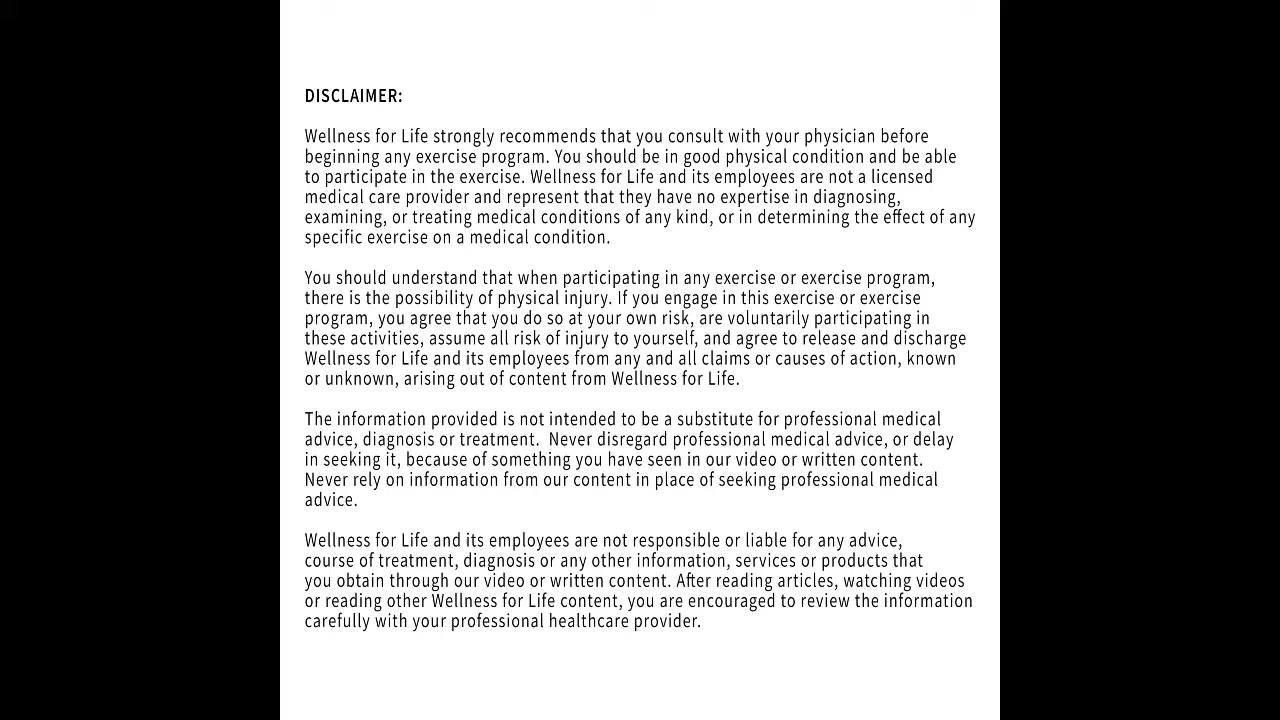 DISCLAIMER:
Wellness for Life strongly recommends that you consult with your physician before
beginning any exercise program. You should be in good physical condition and be able
to participate in the exercise. Wellness for Life and its employees are not a licensed
medical care provider and represent that they have no expertise in diagnosing,
examining, or treating medical conditions of any kind, or in determining the effect of any
specific exercise on a medical condition.
You should understand that when participating in any exercise or exercise program,
there is the possibility of physical injury. If you engage in this exercise or exercise
program, you agree that you do so at your own risk, are voluntarily participating in
these activities, assume all risk of injury to yourself, and agree to release and discharge
Wellness for Life and its employees from any and all claims or causes of action, known
or unknown, arising out of content from Wellness for Life.
The information provided is not intended to be a substitute for professional medical
advice, diagnosis or treatment.  Never disregard professional medical advice, or delay
in seeking it, because of something you have seen in our video or written content.
Never rely on information from our content in place of seeking professional medical
advice.
Wellness for Life and its employees are not responsible or liable for any advice,
course of treatment, diagnosis or any other information, services or products that
you obtain through our video or written content. After reading articles, watching videos
or reading other Wellness for Life content, you are encouraged to review the information
carefully with your professional healthcare provider.